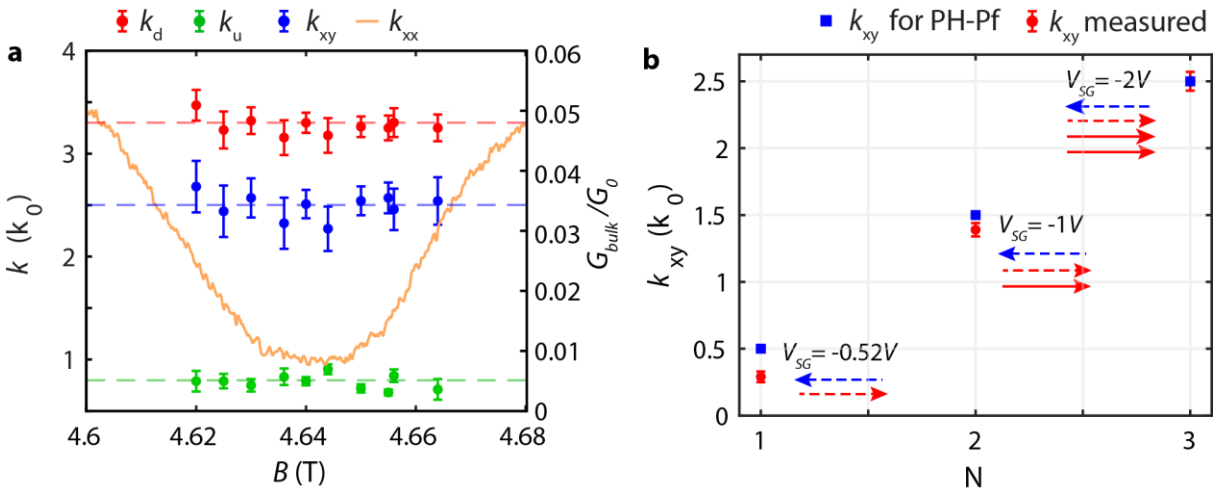 a
k_d k_u k_xy k_xx
4
3
2
1
k (k_0)
0.06
0.05
0.04
0.03
0.02
0.01
0
G_bulk/G_0
4.6 4.62 4.64 4.66 4.68
B (T)
b
k_xy for PH-Pf k_xy measured
2.5
2
1.5
1
0.5
0
k_xy (k_0)
V_SG= -2V
V_SG= -1V
V_SG= -0.52V
1 2 3
N